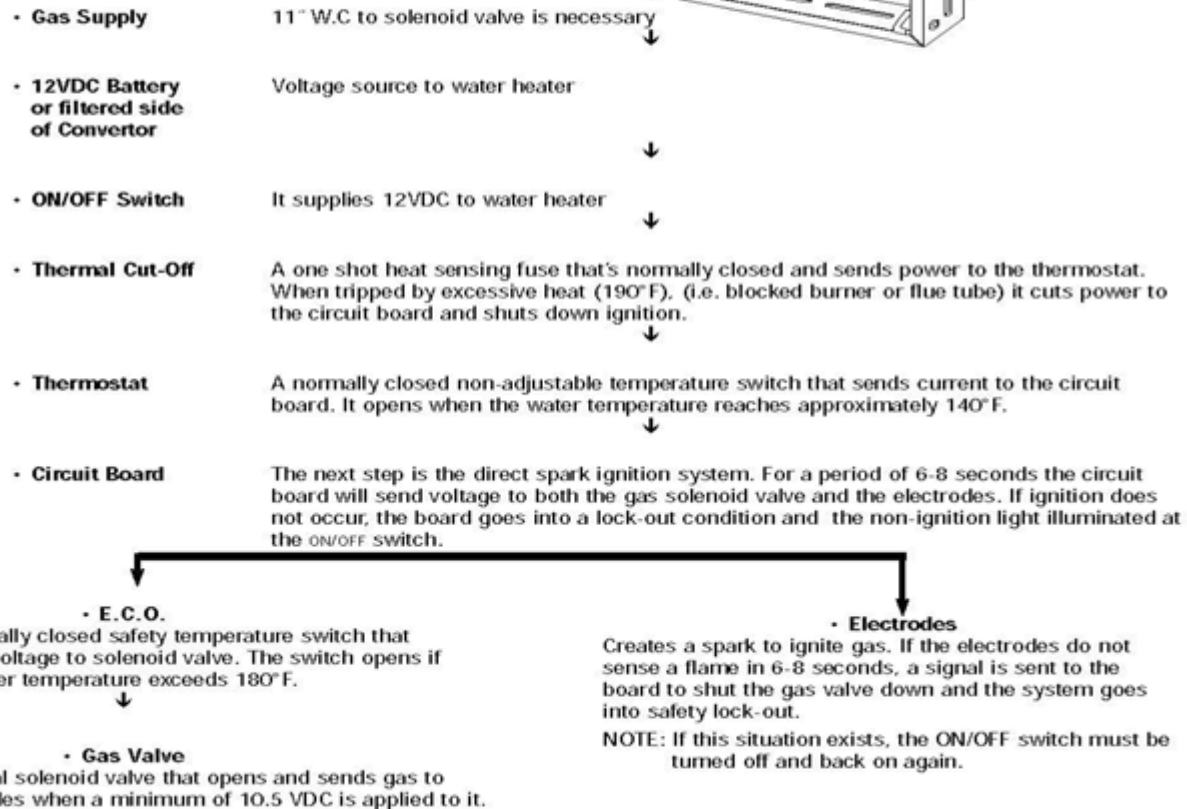 • Gas Supply 11" W.C to solenoid valve is necessary
• 12VDC Battery Voltage source to water heater
or filtered side
of Convertor
• ON/OFF Switch It supplies 12VDC to water heater
• Thermal Cut-Off A one shot heat sensing fuse that's normally closed and sends power to the thermostat.
When tripped by excessive heat (190°F), (i.e. blocked burner or flue tube) it cuts power to
the circuit board and shuts down ignition.
• Thermostat A normally closed non-adjustable temperature switch that sends current to the circuit
board. It opens when the water temperature reaches approximately 140°F.
• Circuit Board The next step is the direct spark ignition system. For a period of 6-8 seconds the circuit
board will send voltage to both the gas solenoid valve and the electrodes. If ignition does
not occur, the board goes into a lock-out condition and the non-ignition light illuminated at
the ON/OFF switch.
• E.C.O.
ally closed safety temperature switch that
oltage to solenoid valve. The switch opens if
er temperature exceeds 180°F.
• Gas Valve
al solenoid valve that opens and sends gas to
les when a minimum of 10.5 VDC is applied to it.
• Electrodes
Creates a spark to ignite gas. If the electrodes do not
sense a flame in 6-8 seconds, a signal is sent to the
board to shut the gas valve down and the system goes
into safety lock-out.
NOTE: If this situation exists, the ON/OFF switch must be
turned off and back on again.